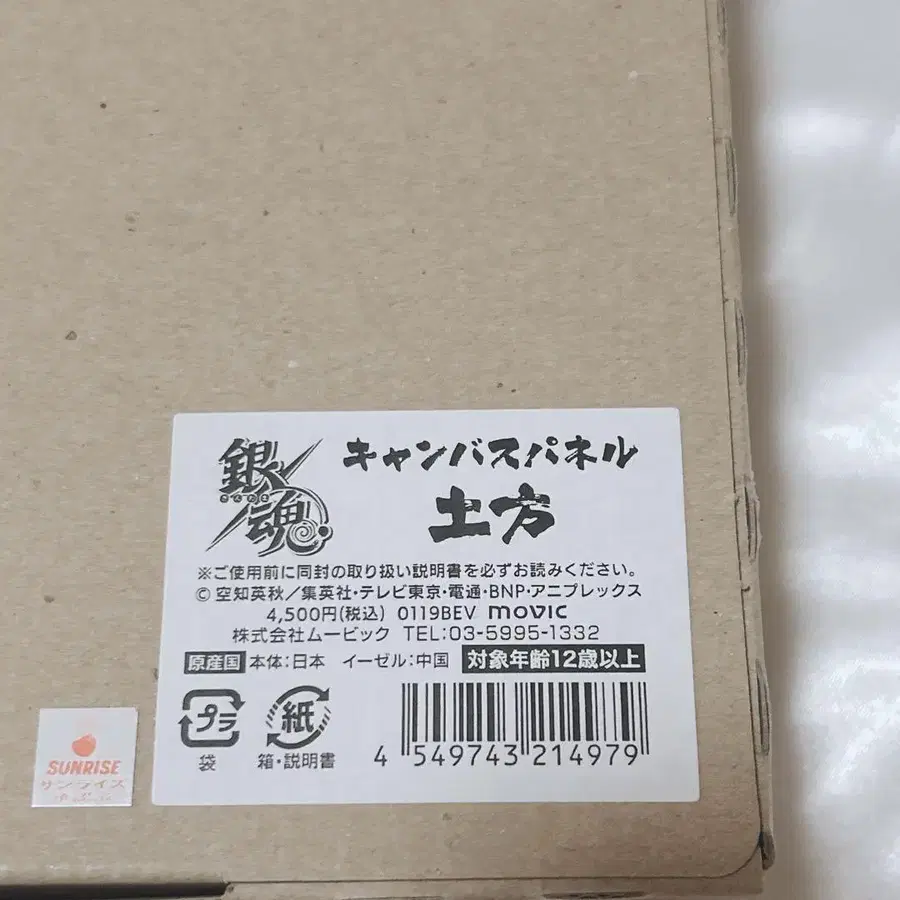 銀魂
ぎんたま
キャンバスパネル
土方
※ご使用前に同封の取り扱い説明書を必ずお読みください。
© 空知英秋/集英社・テレビ東京・電通・BNP・アニプレックス
4,500円(税込) 0119BEV movic
株式会社ムービック TEL:03-5995-1332
原産国 本体:日本 イーゼル:中国 対象年齢12歳以上
プラ 紙
袋 箱・説明書
4 549743 214979
SUNRISE
サンライズ